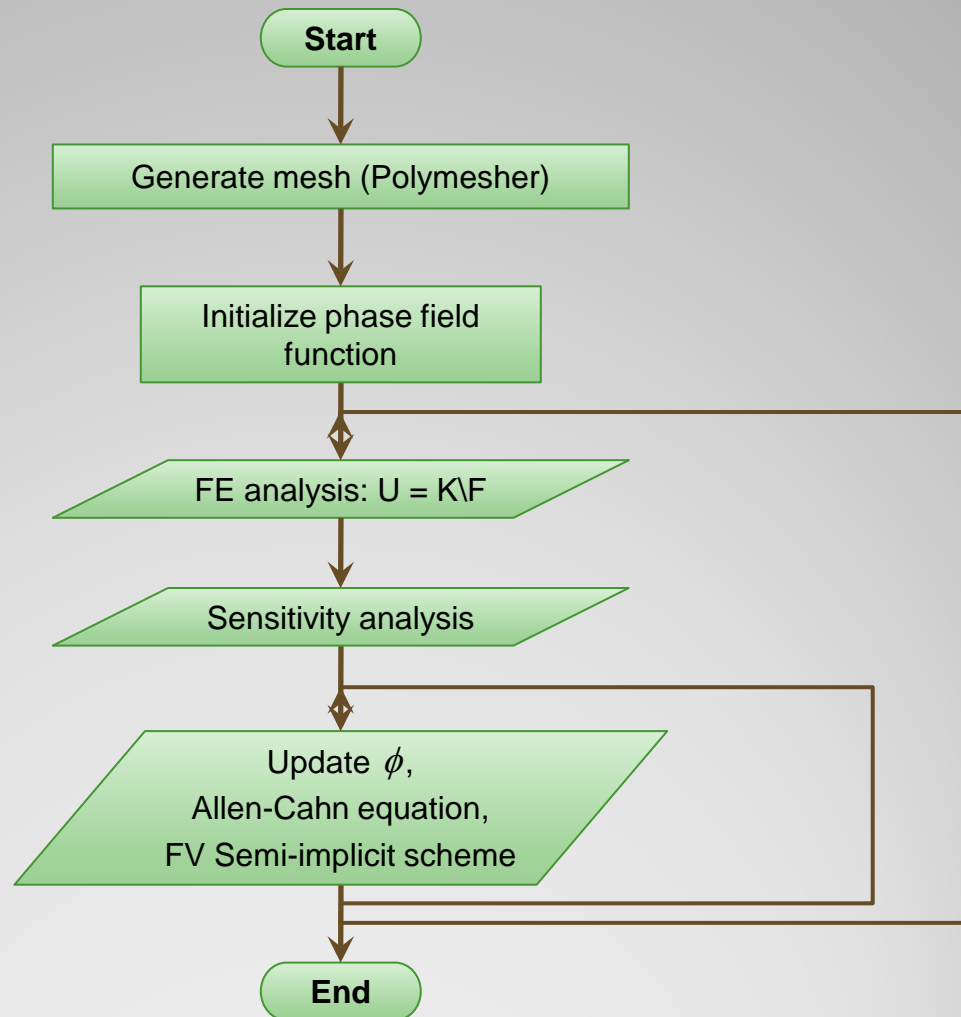 Start
Generate mesh (Polymesher)
Initialize phase field
function
FE analysis: U = K\F
Sensitivity analysis
Update ϕ,
Allen-Cahn equation,
FV Semi-implicit scheme
End